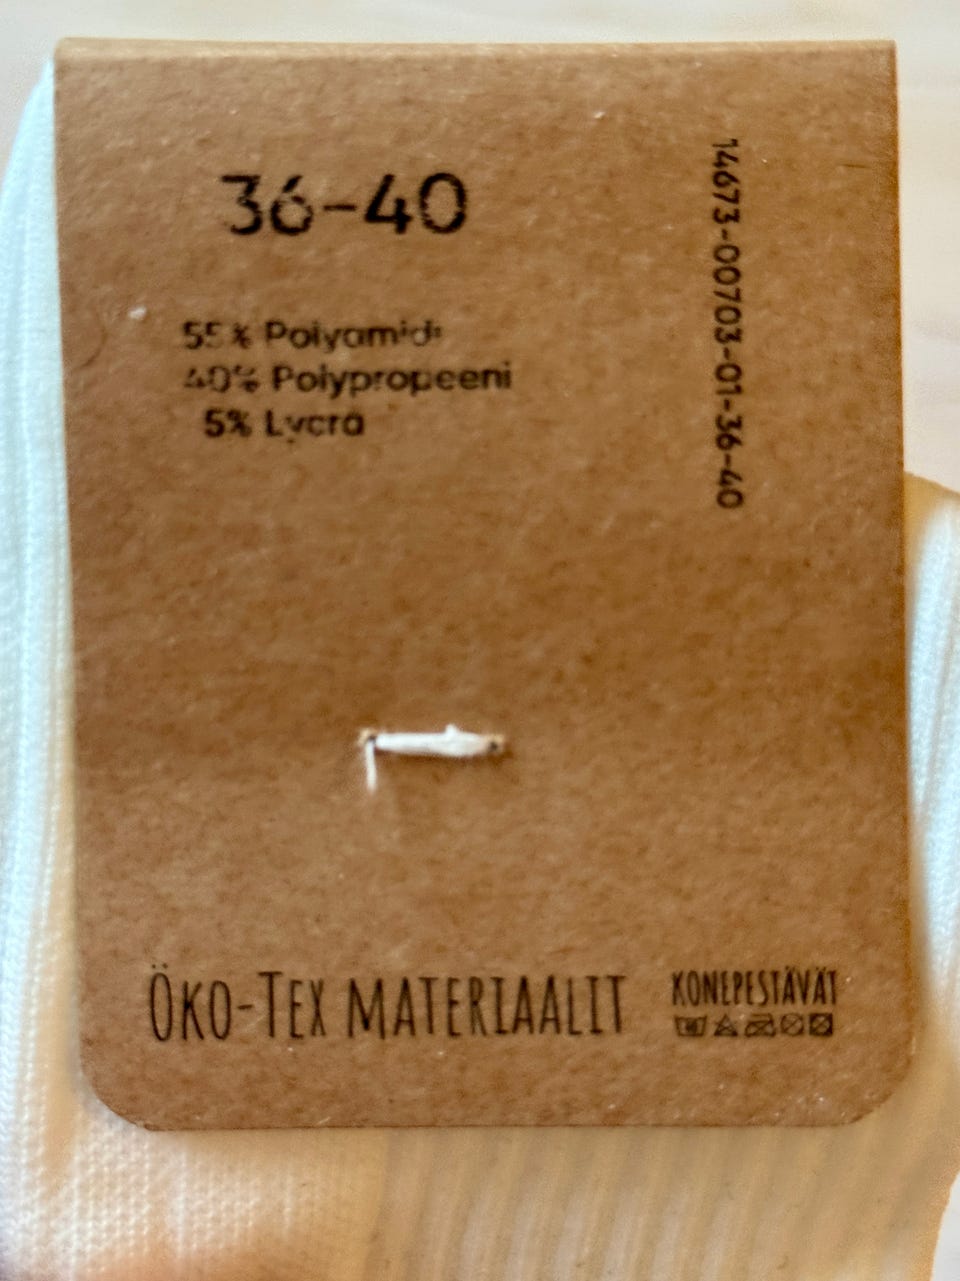 36-40
55% Polyamidi
40% Polypropeeni
5% Lycra
14673-00703-01-36-40
ÖKO-TEX MATERIAALIT
KONEPESTÄVÄT